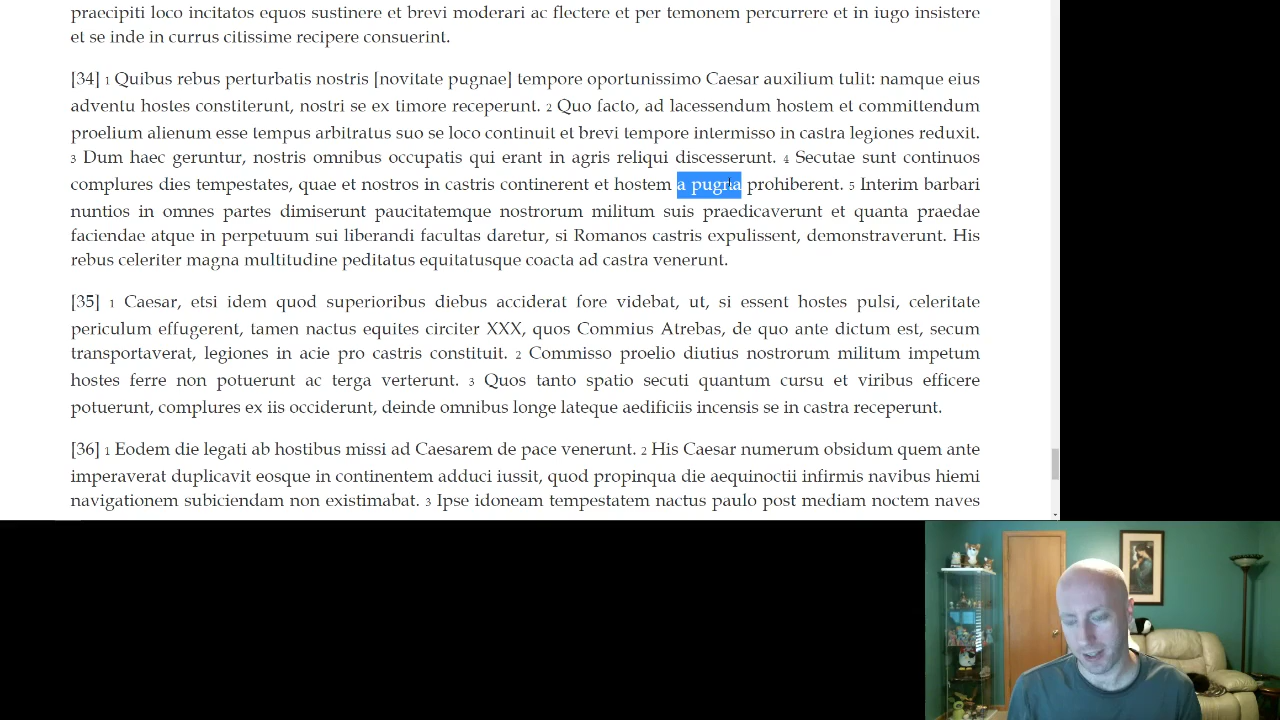 praecipiti loco incitatos equos sustinere et brevi moderari ac flectere et per temonem percurrere et in iugo insistere
et se inde in currus citissime recipere consuerint.
[34] 1 Quibus rebus perturbatis nostris [novitate pugnae] tempore oportunissimo Caesar auxilium tulit: namque eius
adventu hostes constiterunt, nostri se ex timore receperunt. 2 Quo facto, ad lacessendum hostem et committendum
proelium alienum esse tempus arbitratus suo se loco continuit et brevi tempore intermisso in castra legiones reduxit.
3 Dum haec geruntur, nostris omnibus occupatis qui erant in agris reliqui discesserunt. 4 Secutae sunt continuos
complures dies tempestates, quae et nostros in castris continerent et hostem a pugna prohiberent. 5 Interim barbari
nuntios in omnes partes dimiserunt paucitatemque nostrorum militum suis praedicaverunt et quanta praedae
faciendae atque in perpetuum sui liberandi facultas daretur, si Romanos castris expulissent, demonstraverunt. His
rebus celeriter magna multitudine peditatus equitatusque coacta ad castra venerunt.
[35] 1 Caesar, etsi idem quod superioribus diebus acciderat fore videbat, ut, si essent hostes pulsi, celeritate
periculum effugerent, tamen nactus equites circiter XXX, quos Commius Atrebas, de quo ante dictum est, secum
transportaverat, legiones in acie pro castris constituit. 2 Commisso proelio diutius nostrorum militum impetum
hostes ferre non potuerunt ac terga verterunt. 3 Quos tanto spatio secuti quantum cursu et viribus efficere
potuerunt, complures ex iis occiderunt, deinde omnibus longe lateque aedificiis incensis se in castra receperunt.
[36] 1 Eodem die legati ab hostibus missi ad Caesarem de pace venerunt. 2 His Caesar numerum obsidum quem ante
imperaverat duplicavit eosque in continentem adduci iussit, quod propinqua die aequinoctii infirmis navibus hiemi
navigationem subiciendam non existimabat. 3 Ipse idoneam tempestatem nactus paulo post mediam noctem naves